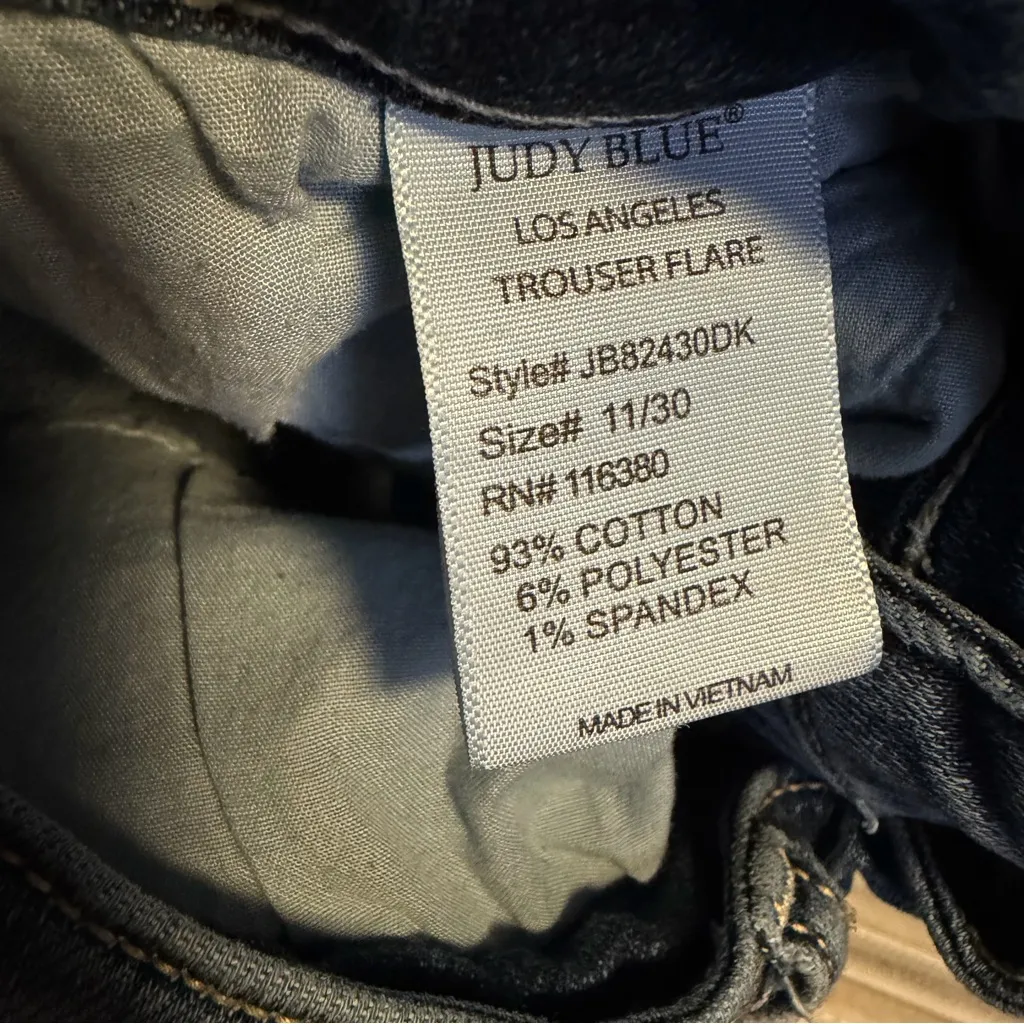 JUDY BLUE®
LOS ANGELES
TROUSER FLARE
Style# JB82430DK
Size# 11/30
RN# 116380
93% COTTON
6% POLYESTER
1% SPANDEX
MADE IN VIETNAM